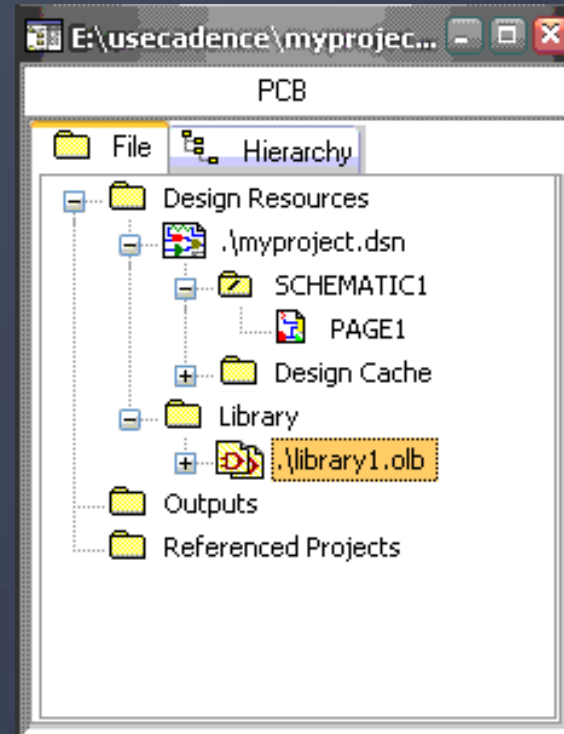 E:\usecadence\myprojec...
PCB
File Hierarchy
Design Resources
.\myproject.dsn
SCHEMATIC1
PAGE1
Design Cache
Library
.\library1.olb
Outputs
Referenced Projects